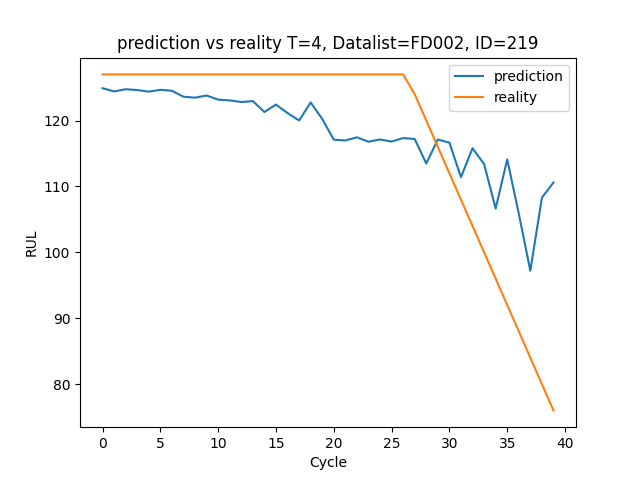 prediction vs reality T=4, Datalist=FD002, ID=219
prediction
reality
RUL
120
110
100
90
80
0 5 10 15 20 25 30 35 40
Cycle